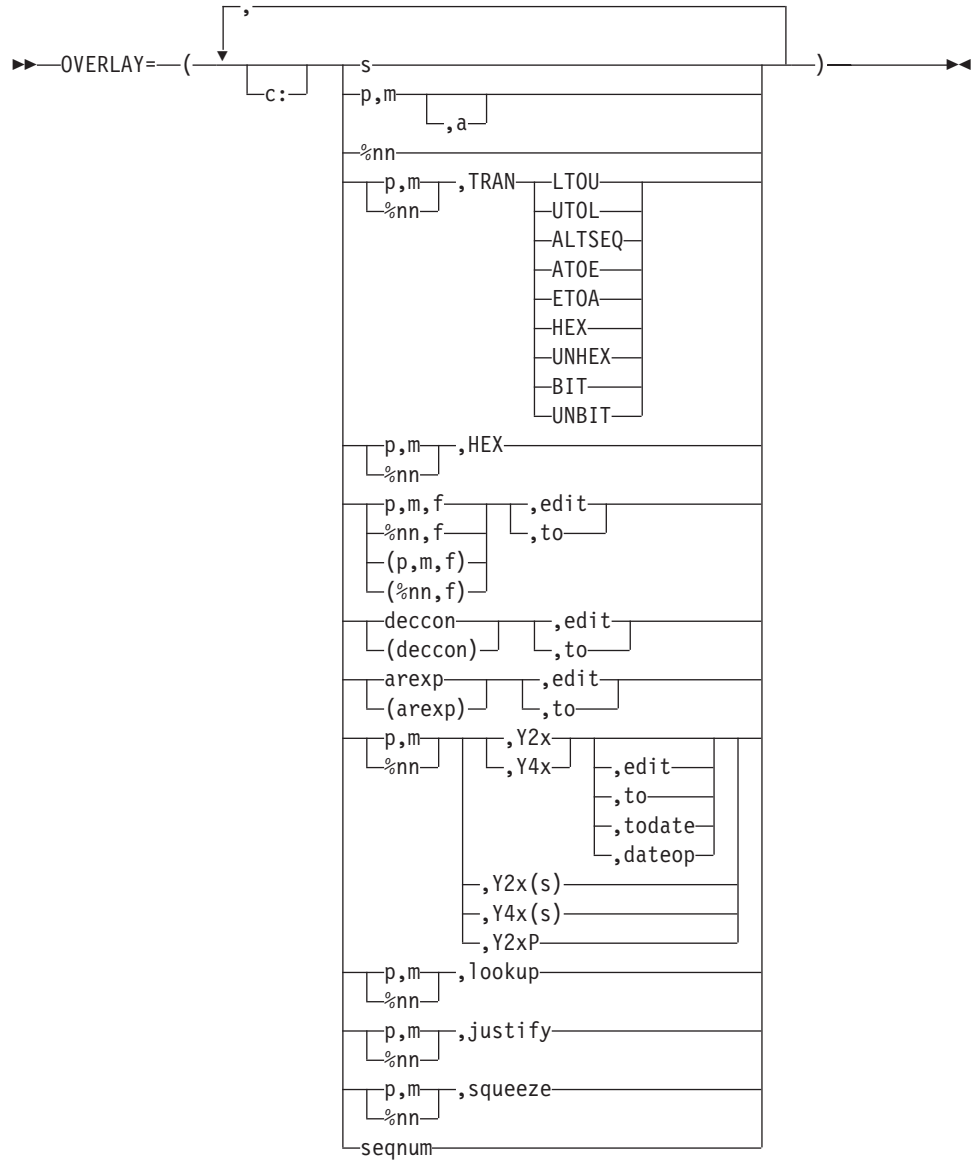 ,
OVERLAY= ( s )
c:
p,m
,a
%nn
p,m ,TRAN LTOU
%nn UTOL
ALTSEQ
ATOE
ETOA
HEX
UNHEX
BIT
UNBIT
p,m ,HEX
%nn
p,m,f ,edit
%nn,f ,to
(p,m,f)
(%nn,f)
deccon ,edit
(deccon) ,to
arexp ,edit
(arexp) ,to
p,m ,Y2x
%nn ,Y4x ,edit
,to
,todate
,dateop
,Y2x(s)
,Y4x(s)
,Y2xP
p,m ,lookup
%nn
p,m ,justify
%nn
p,m ,squeeze
%nn
seqnum